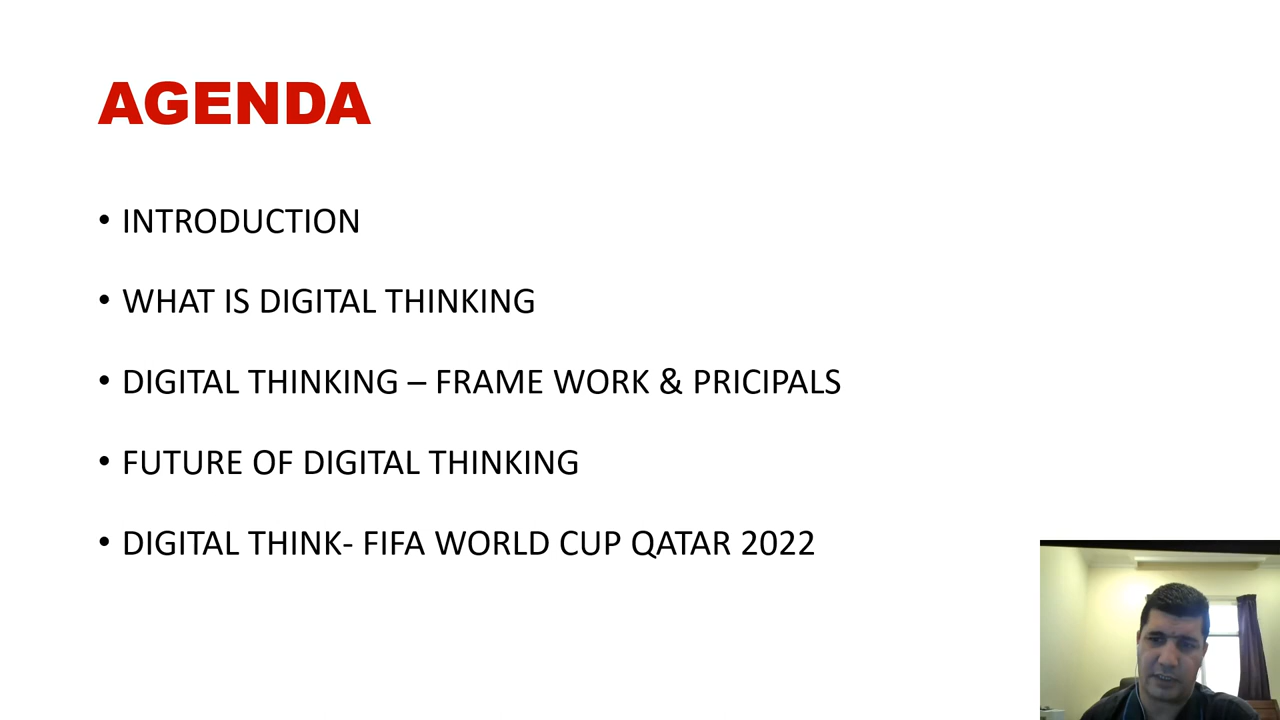 AGENDA
• INTRODUCTION
• WHAT IS DIGITAL THINKING
• DIGITAL THINKING – FRAME WORK & PRICIPALS
• FUTURE OF DIGITAL THINKING
• DIGITAL THINK- FIFA WORLD CUP QATAR 2022